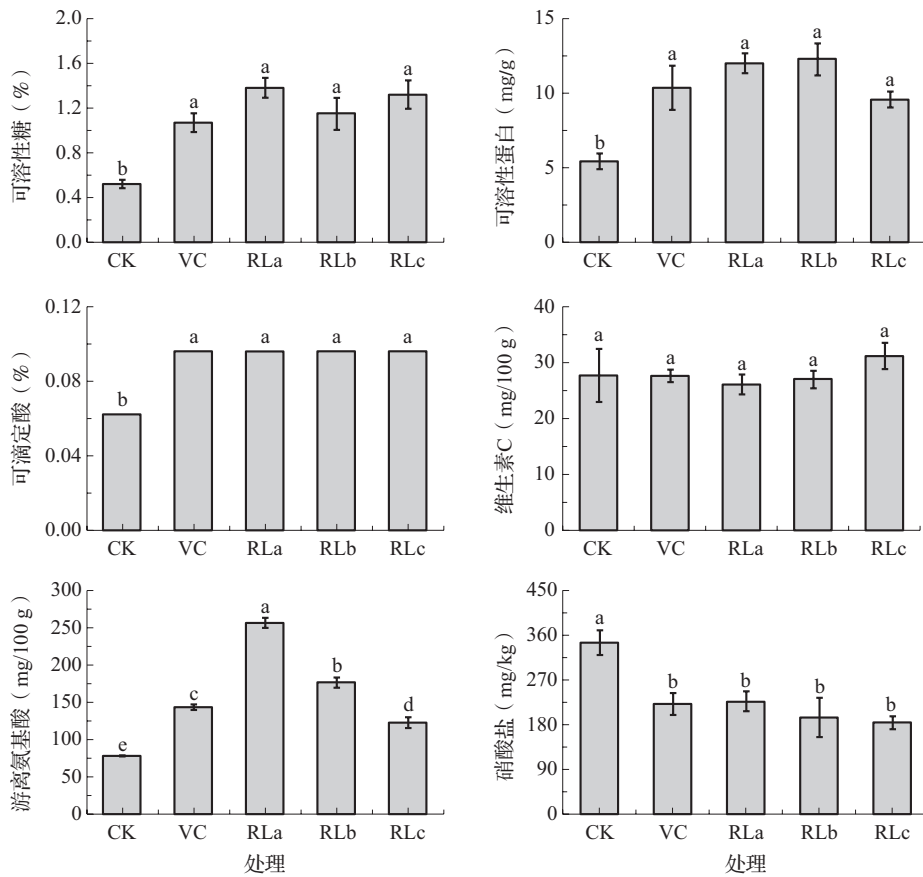 可溶性糖（%）
2.0
1.6
1.2
0.8
0.4
0.0
b
a
a
a
a
CK VC RLa RLb RLc
可溶性蛋白（mg/g）
15
10
5
0
b
a
a
a
a
CK VC RLa RLb RLc
可滴定酸（%）
0.12
0.08
0.04
0.00
b
a
a
a
a
CK VC RLa RLb RLc
维生素C（mg/100 g）
40
30
20
10
0
a
a
a
a
a
CK VC RLa RLb RLc
游离氨基酸（mg/100 g）
300
250
200
150
100
50
0
e
c
a
b
d
CK VC RLa RLb RLc
处理
硝酸盐（mg/kg）
450
360
270
180
90
0
a
b
b
b
b
CK VC RLa RLb RLc
处理